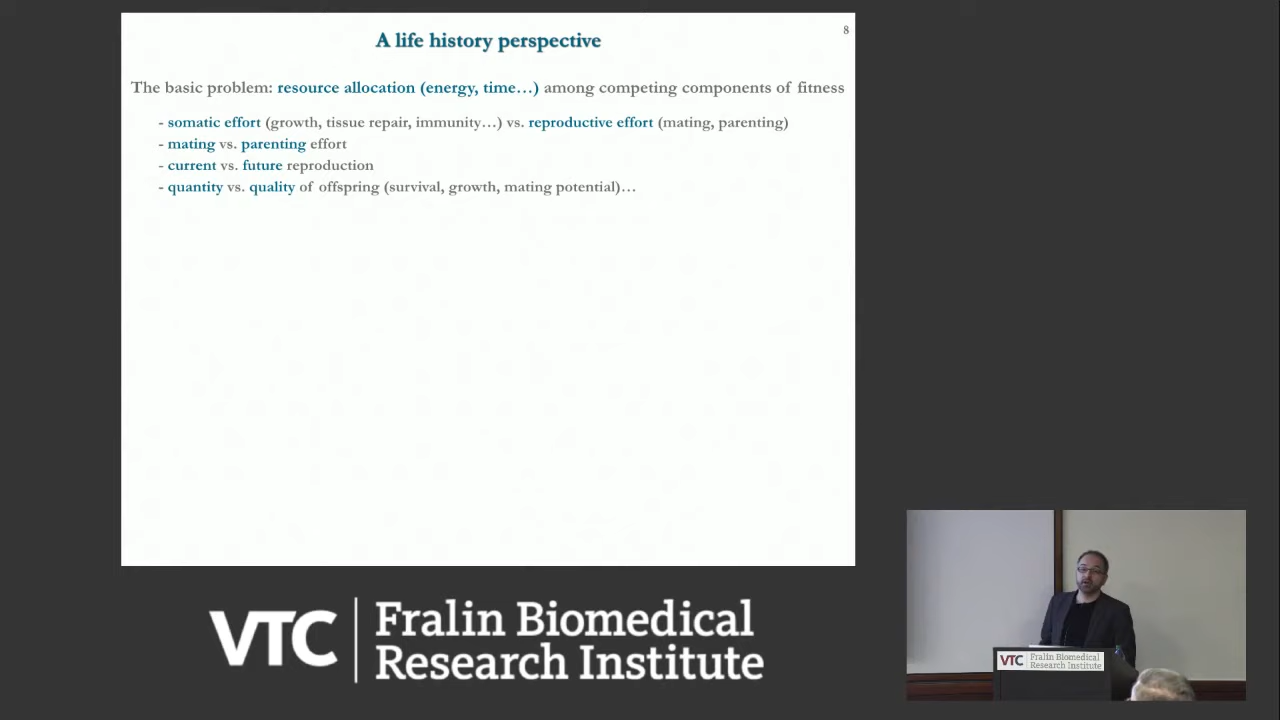 8
A life history perspective
The basic problem: resource allocation (energy, time…) among competing components of fitness
- somatic effort (growth, tissue repair, immunity…) vs. reproductive effort (mating, parenting)
- mating vs. parenting effort
- current vs. future reproduction
- quantity vs. quality of offspring (survival, growth, mating potential)…
VTC
Fralin Biomedical
Research Institute
VTC
Fralin Biomedical
Research Institute